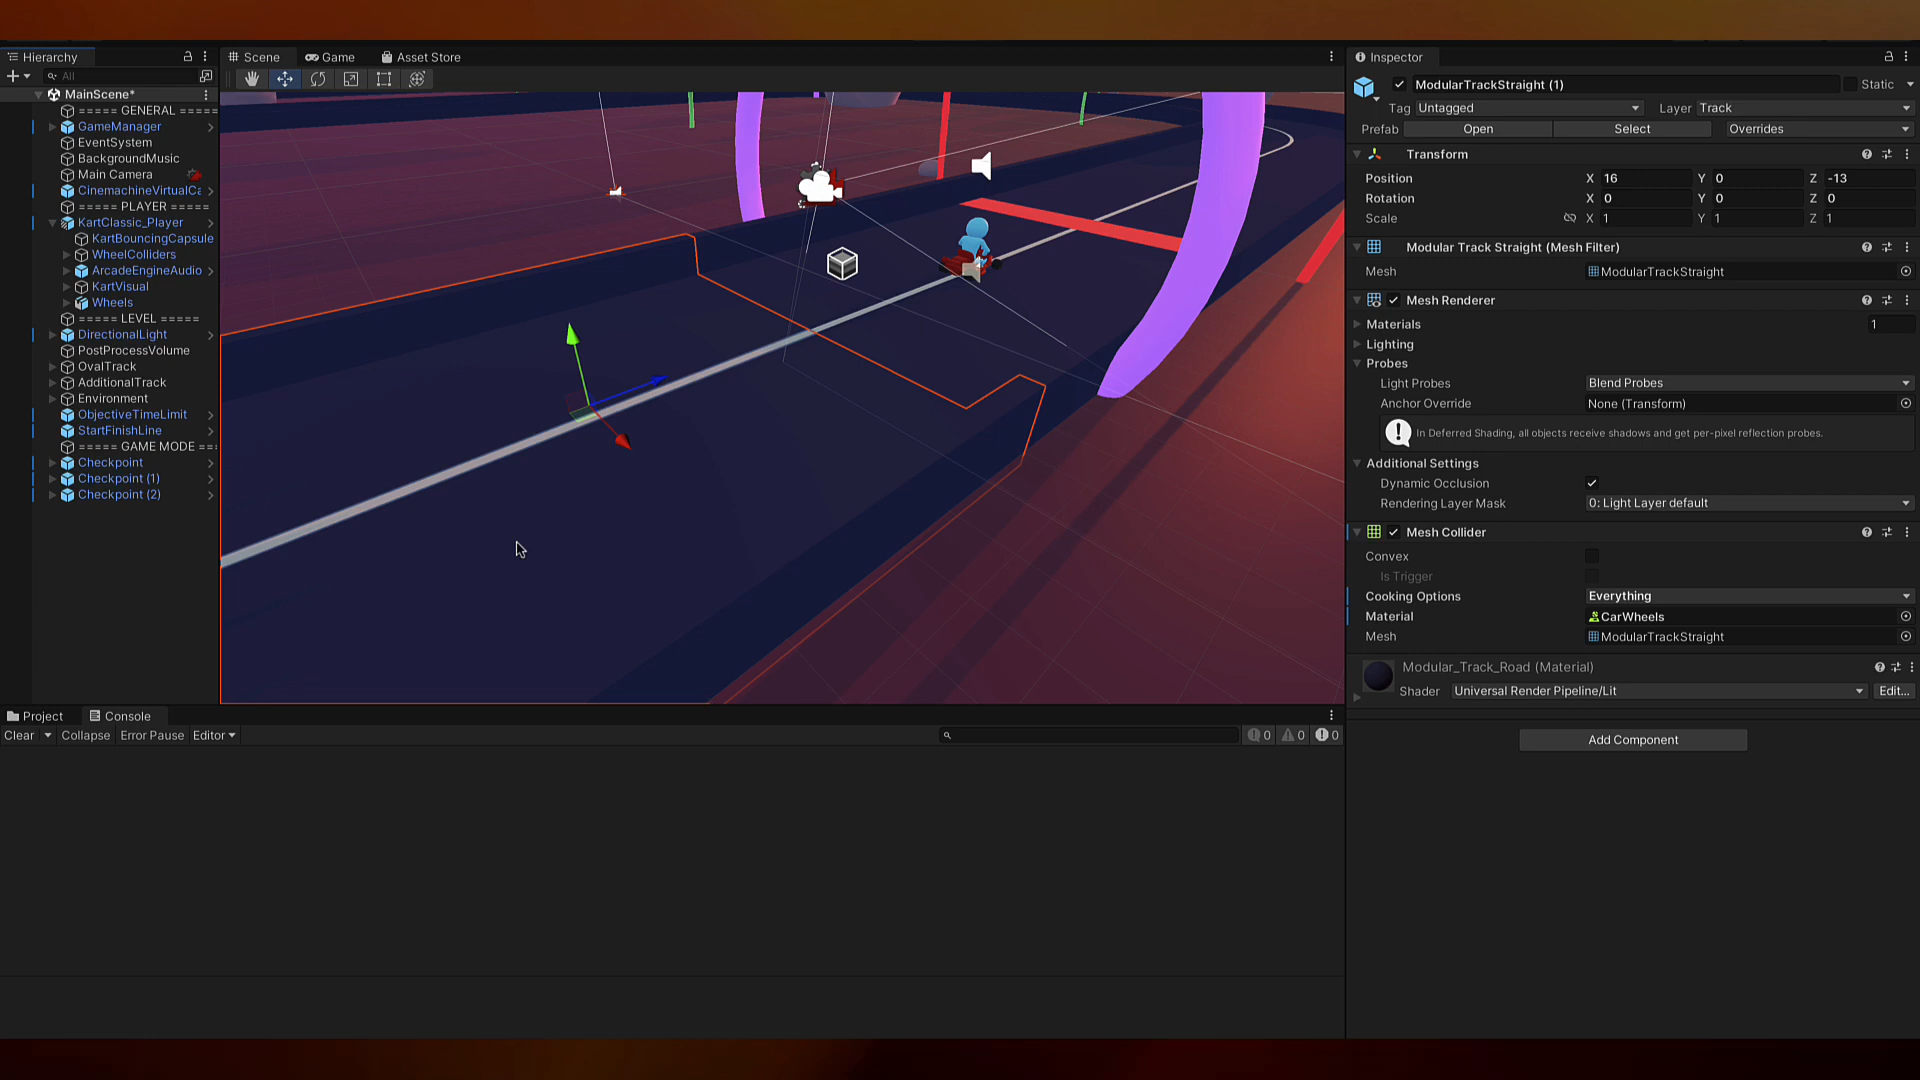 Hierarchy
All
MainScene*
===== GENERAL =====
GameManager
EventSystem
BackgroundMusic
Main Camera
CinemachineVirtualCa
===== PLAYER =====
KartClassic_Player
KartBouncingCapsule
WheelColliders
ArcadeEngineAudio
KartVisual
Wheels
===== LEVEL =====
DirectionalLight
PostProcessVolume
OvalTrack
AdditionalTrack
Environment
ObjectiveTimeLimit
StartFinishLine
===== GAME MODE ==
Checkpoint
Checkpoint (1)
Checkpoint (2)
Scene Game Asset Store
Project Console
Clear Collapse Error Pause Editor
0 0 0
Inspector
ModularTrackStraight (1) Static
Tag Untagged Layer Track
Prefab Open Select Overrides
Transform
Position X 16 Y 0 Z -13
Rotation X 0 Y 0 Z 0
Scale X 1 Y 1 Z 1
Modular Track Straight (Mesh Filter)
Mesh ModularTrackStraight
Mesh Renderer
Materials 1
Lighting
Probes
Light Probes Blend Probes
Anchor Override None (Transform)
In Deferred Shading, all objects receive shadows and get per-pixel reflection probes.
Additional Settings
Dynamic Occlusion
Rendering Layer Mask 0: Light Layer default
Mesh Collider
Convex
Is Trigger
Cooking Options Everything
Material CarWheels
Mesh ModularTrackStraight
Modular_Track_Road (Material)
Shader Universal Render Pipeline/Lit Edit...
Add Component